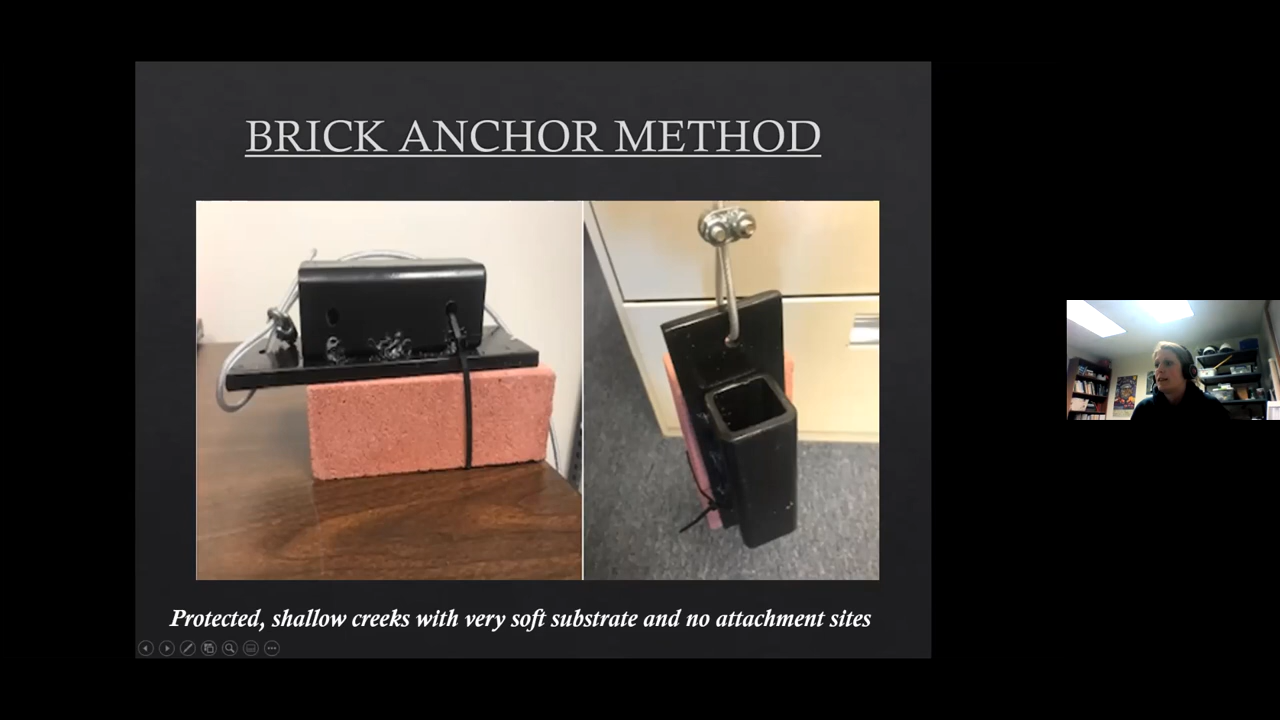 BRICK ANCHOR METHOD
Protected, shallow creeks with very soft substrate and no attachment sites